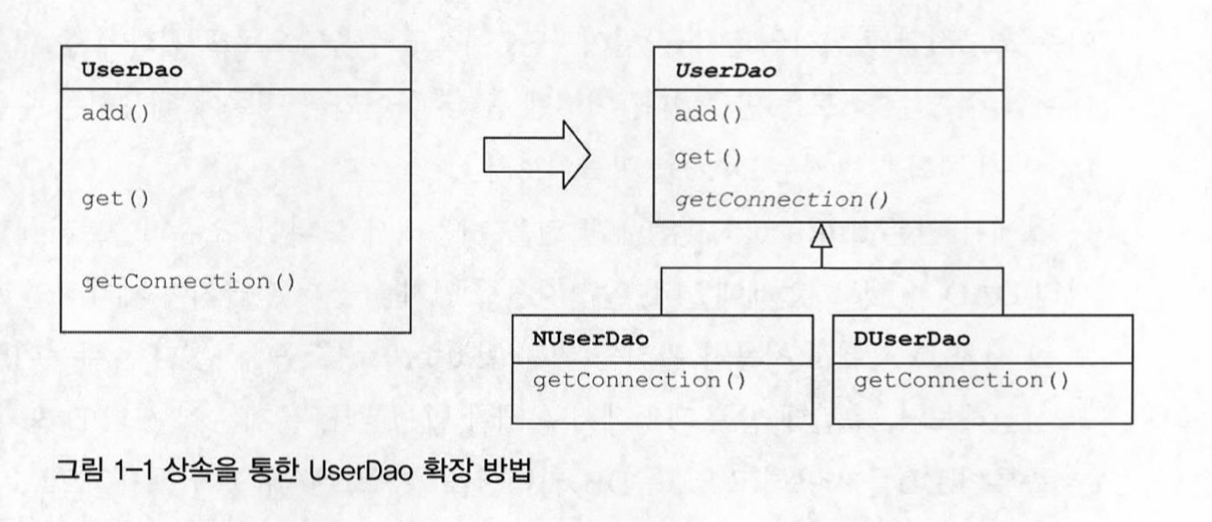 UserDao
add()
get()
getConnection()
UserDao
add()
get()
getConnection()
NUserDao
getConnection()
DUserDao
getConnection()
그림 1-1 상속을 통한 UserDao 확장 방법